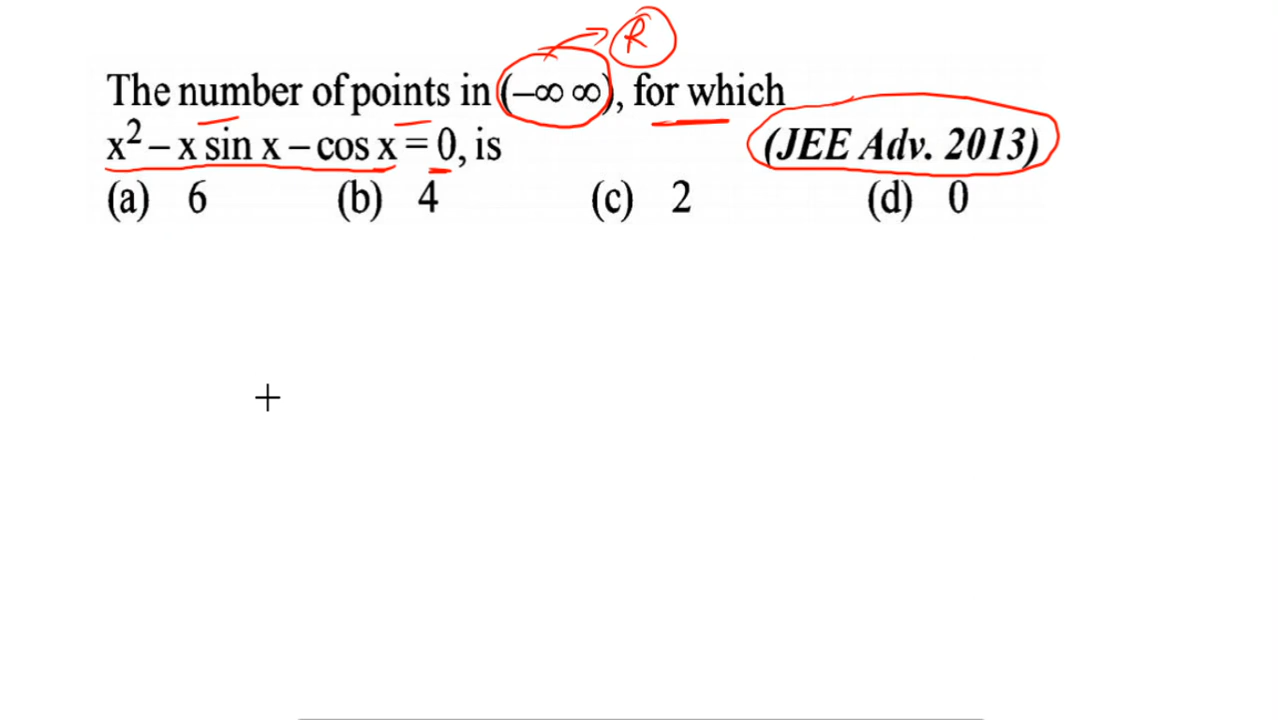 R
The number of points in (–∞ ∞), for which
x² – x sin x – cos x = 0, is (JEE Adv. 2013)
(a) 6 (b) 4 (c) 2 (d) 0